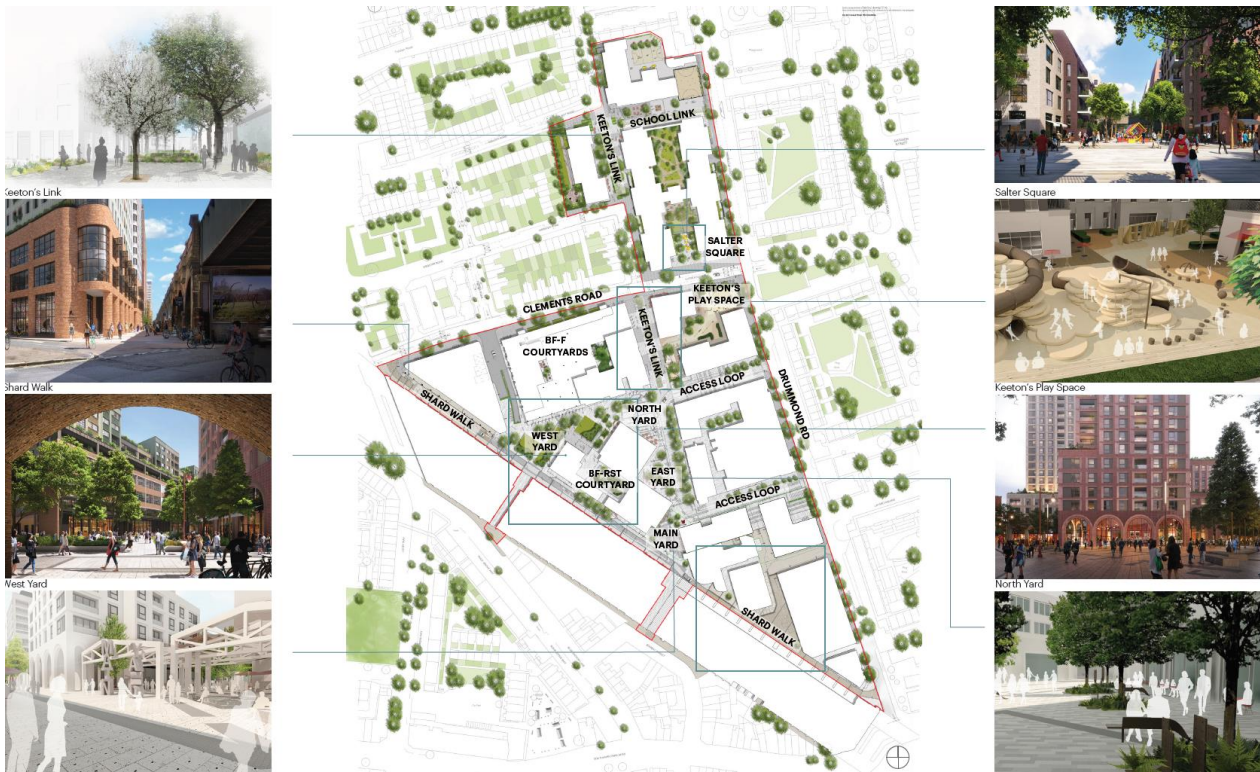 Keeton's Link
Shard Walk
West Yard
SCHOOL LINK
KEETON'S LINK
SALTER
SQUARE
KEETON'S
PLAY SPACE
CLEMENTS ROAD
BF-F
COURTYARDS
KEETON'S LINK
ACCESS LOOP
DRUMMOND RD
SHARD WALK
NORTH
YARD
WEST
YARD
BF-RST
COURTYARD
EAST
YARD
ACCESS LOOP
MAIN
YARD
SHARD WALK
Salter Square
Keeton's Play Space
North Yard